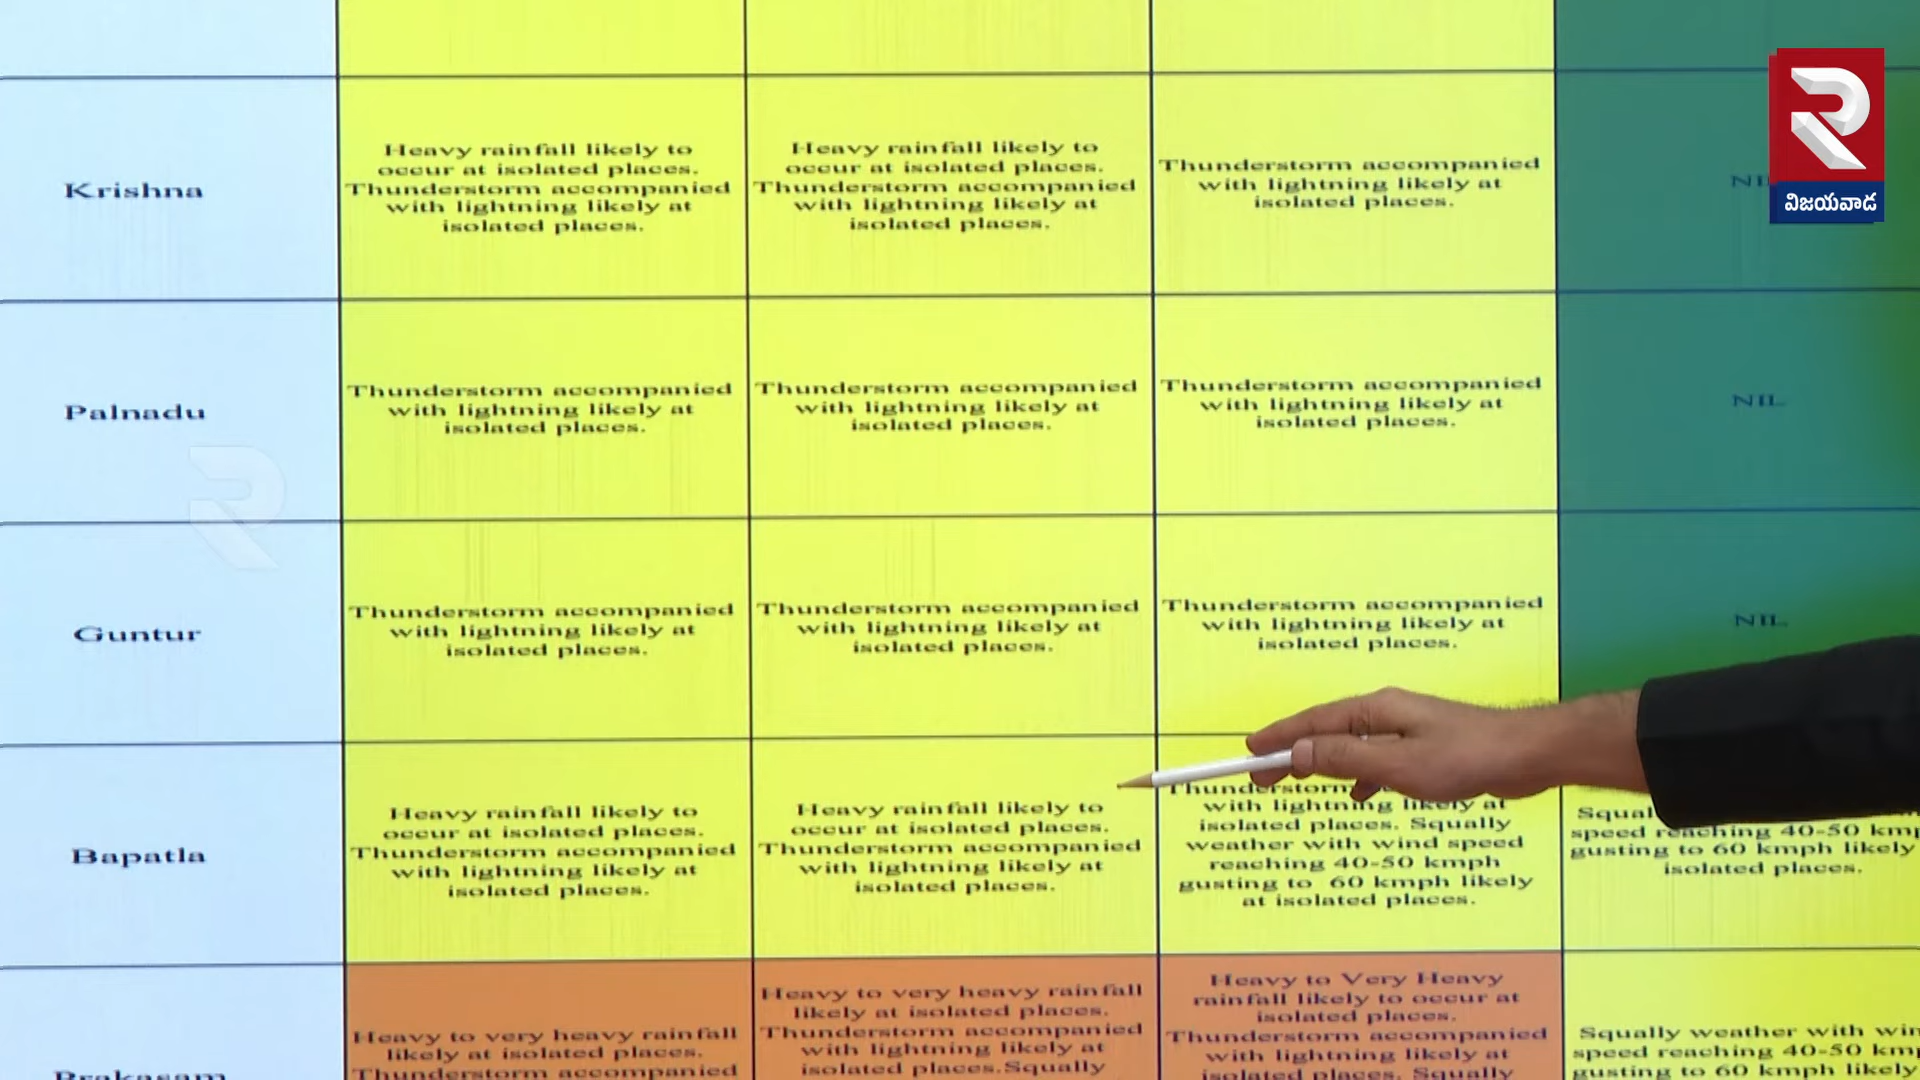 విజయవాడ
Krishna
Heavy rainfall likely to
occur at isolated places.
Thunderstorm accompanied
with lightning likely at
isolated places.
Heavy rainfall likely to
occur at isolated places.
Thunderstorm accompanied
with lightning likely at
isolated places.
Thunderstorm accompanied
with lightning likely at
isolated places.
Palnadu
Thunderstorm accompanied
with lightning likely at
isolated places.
Thunderstorm accompanied
with lightning likely at
isolated places.
Thunderstorm accompanied
with lightning likely at
isolated places.
NIL
Guntur
Thunderstorm accompanied
with lightning likely at
isolated places.
Thunderstorm accompanied
with lightning likely at
isolated places.
Thunderstorm accompanied
with lightning likely at
isolated places.
NIL
Bapatla
Heavy rainfall likely to
occur at isolated places.
Thunderstorm accompanied
with lightning likely at
isolated places.
Heavy rainfall likely to
occur at isolated places.
Thunderstorm accompanied
with lightning likely at
isolated places.
Thunderstorm
with lightning likely at
isolated places. Squally
weather with wind speed
reaching 40-50 kmph
gusting to 60 kmph likely
at isolated places.
speed reaching 40-50
gusting to 60 kmph likely
isolated places.
Prakasam
Heavy to very heavy rainfall
likely at isolated places.
Thunderstorm accompanied
Heavy to very heavy rainfall
likely at isolated places.
Thunderstorm accompanied
with lightning likely at
isolated places.Squally
Heavy to Very Heavy
rainfall likely to occur at
isolated places.
Thunderstorm accompanied
with lightning likely at
isolated places. Squally
Squally weather with
speed reaching 40-50
gusting to 60 kmph likely